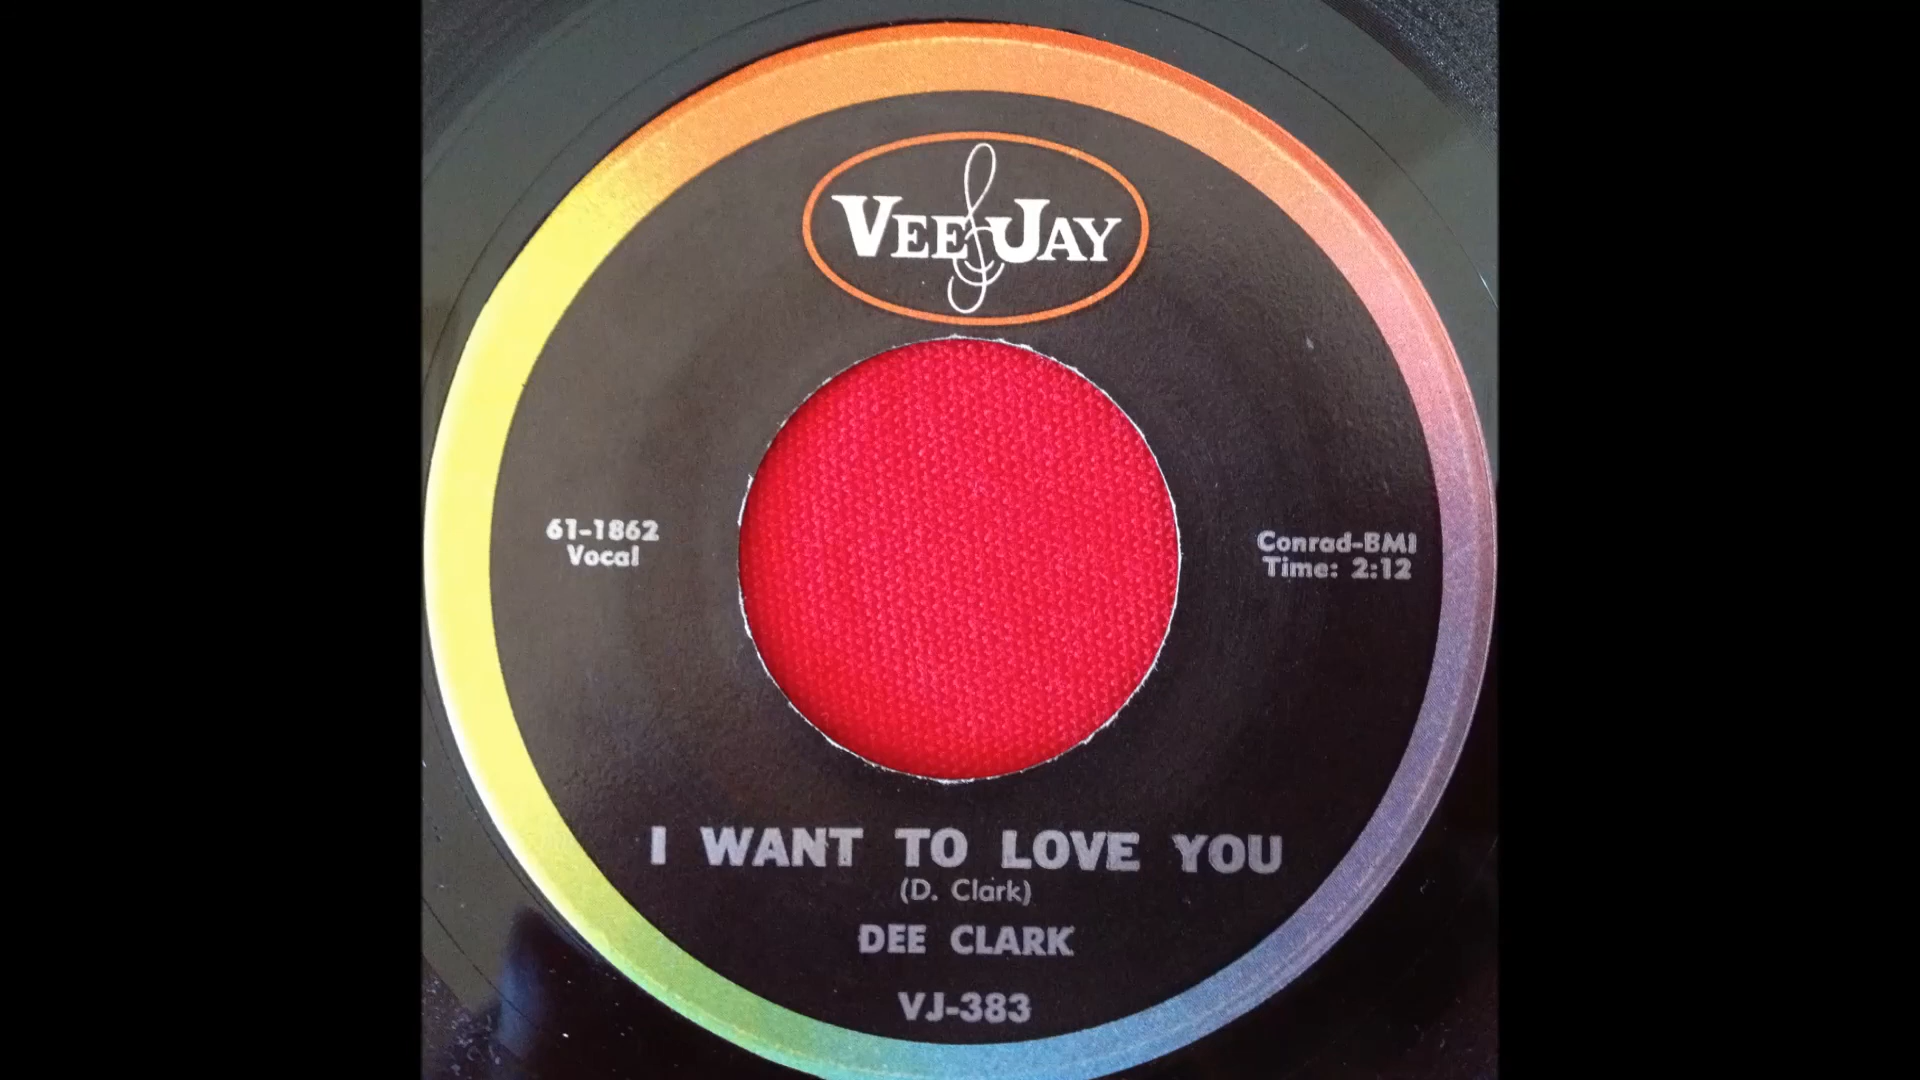 VEE JAY
61-1862
Vocal
Conrad-BMI
Time: 2:12
I WANT TO LOVE YOU
(D. Clark)
DEE CLARK
VJ-383